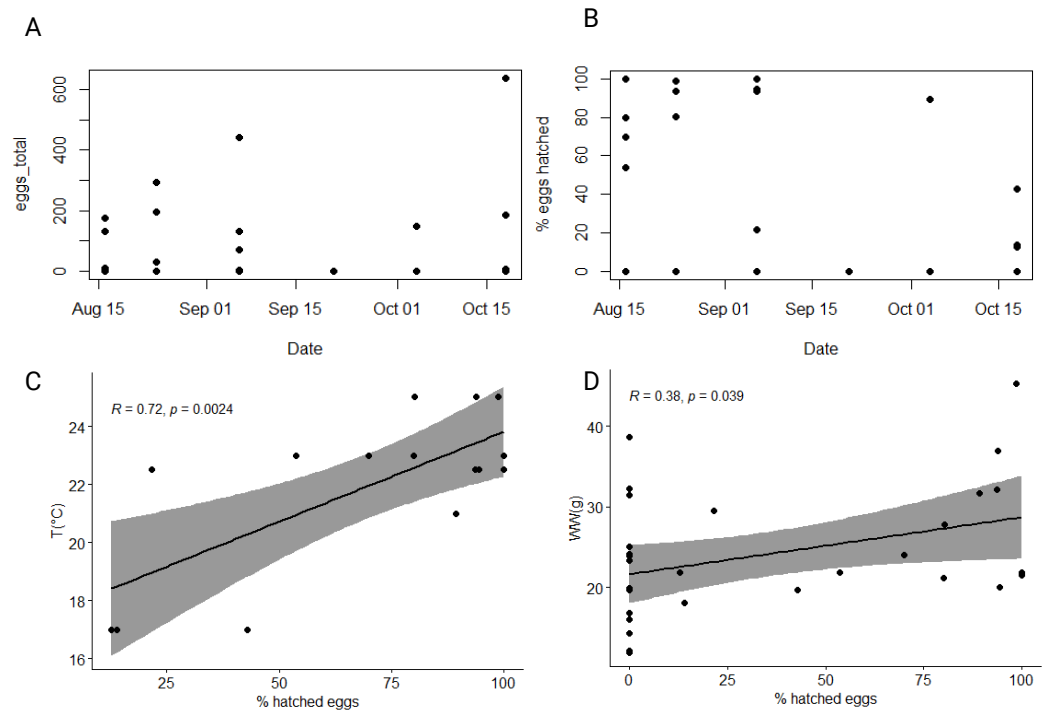 A
eggs_total
600
400
200
0
Aug 15 Sep 01 Sep 15 Oct 01 Oct 15
Date
B
% eggs hatched
100
80
60
40
20
0
Aug 15 Sep 01 Sep 15 Oct 01 Oct 15
Date
C
R = 0.72, p = 0.0024
T(°C)
24
22
20
18
16
25 50 75 100
% hatched eggs
D
R = 0.38, p = 0.039
WW(g)
40
30
20
0 25 50 75 100
% hatched eggs